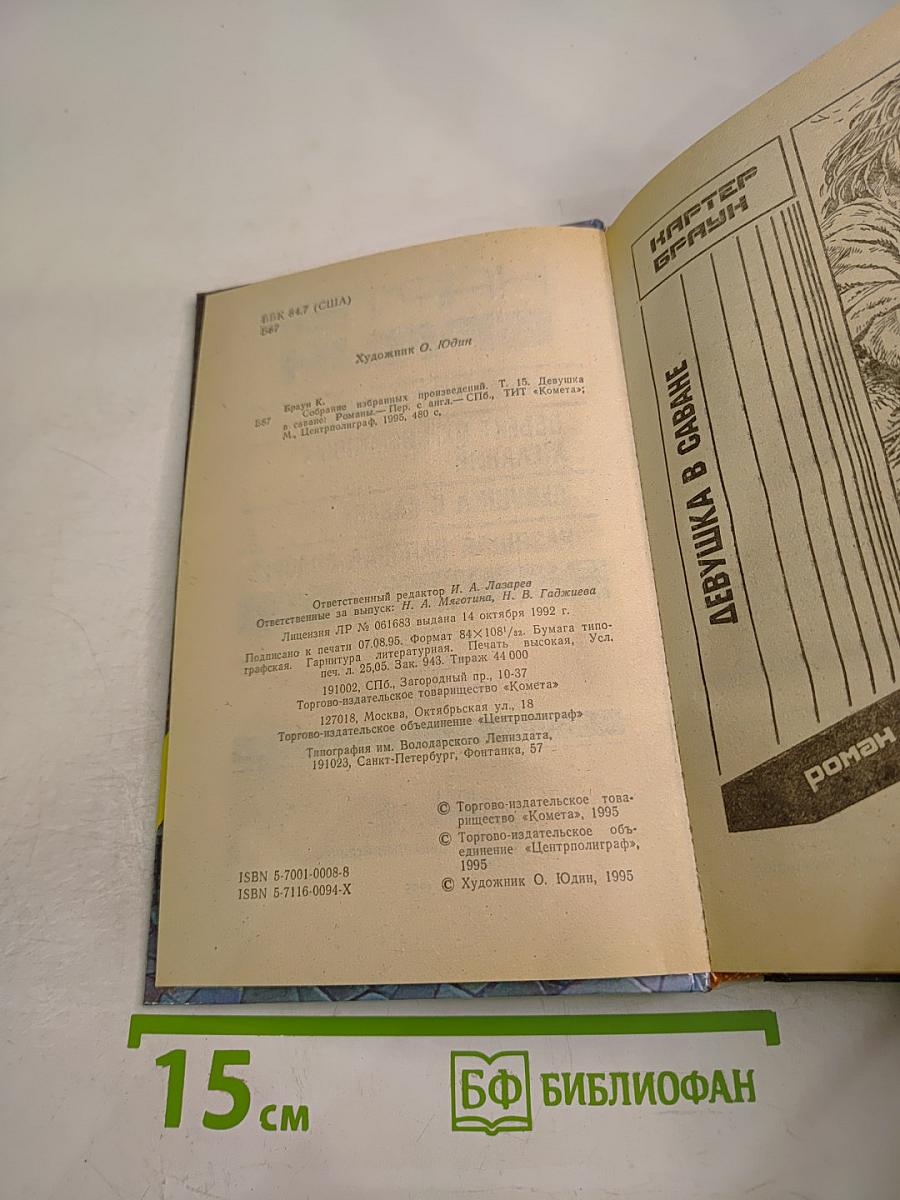 ББК 84.7 (США)
Б87
Художник О. Юдин
Браун К.
Б87 Собрание избранных произведений. Т. 15. Девушка
в саване: Романы.— Пер. с англ.— СПб., ТИТ «Комета»;
М., Центрполиграф, 1995, 480 с.
Ответственный редактор И. А. Лазарев
Ответственные за выпуск: Н. А. Мяготина, Н. В. Гаджиева
Лицензия ЛР № 061683 выдана 14 октября 1992 г.
Подписано к печати 07.08.95. Формат 84×108¹/₃₂. Бумага типо-
графская. Гарнитура литературная. Печать высокая, Усл.
печ. л. 25,05. Зак. 943. Тираж 44 000
191002, СПб., Загородный пр., 10-37
Торгово-издательское товарищество «Комета»
127018, Москва, Октябрьская ул., 18
Торгово-издательское объединение «Центрполиграф»
Типография им. Володарского Лениздата,
191023, Санкт-Петербург, Фонтанка, 57
© Торгово-издательское това-
рищество «Комета», 1995
© Торгово-издательское объ-
единение «Центрполиграф»,
1995
© Художник О. Юдин, 1995
ISBN 5-7001-0008-8
ISBN 5-7116-0094-X
КАРТЕР
БРАУН
ДЕВУШКА В САВАНЕ
роман
15 см
БФ БИБЛИОФАН